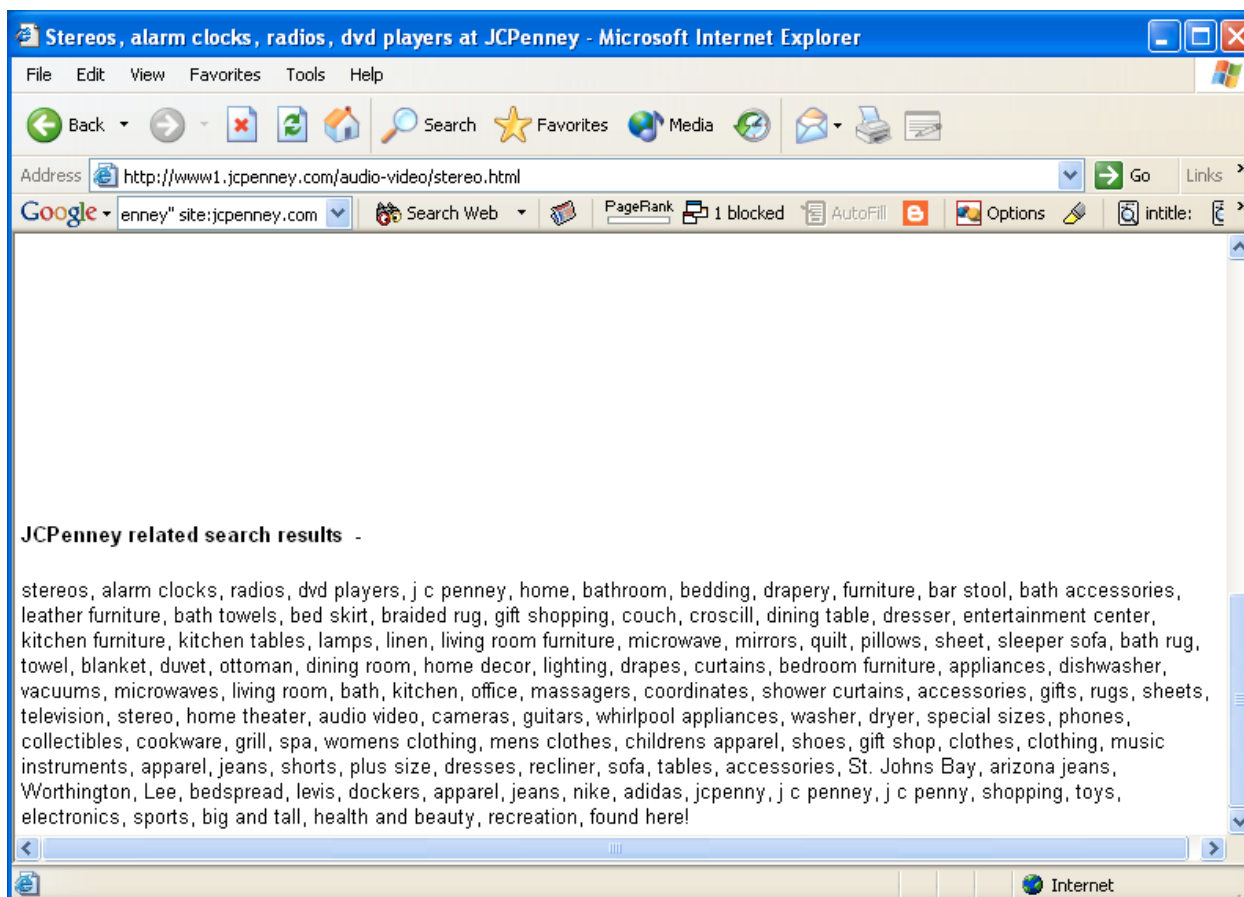 Stereos, alarm clocks, radios, dvd players at JCPenney - Microsoft Internet Explorer
File Edit View Favorites Tools Help
Back Search Favorites Media
Address http://www1.jcpenney.com/audio-video/stereo.html Go Links
Google enney" site:jcpenney.com Search Web PageRank 1 blocked AutoFill Options intitle:
JCPenney related search results -
stereos, alarm clocks, radios, dvd players, j c penney, home, bathroom, bedding, drapery, furniture, bar stool, bath accessories,
leather furniture, bath towels, bed skirt, braided rug, gift shopping, couch, croscill, dining table, dresser, entertainment center,
kitchen furniture, kitchen tables, lamps, linen, living room furniture, microwave, mirrors, quilt, pillows, sheet, sleeper sofa, bath rug,
towel, blanket, duvet, ottoman, dining room, home decor, lighting, drapes, curtains, bedroom furniture, appliances, dishwasher,
vacuums, microwaves, living room, bath, kitchen, office, massagers, coordinates, shower curtains, accessories, gifts, rugs, sheets,
television, stereo, home theater, audio video, cameras, guitars, whirlpool appliances, washer, dryer, special sizes, phones,
collectibles, cookware, grill, spa, womens clothing, mens clothes, childrens apparel, shoes, gift shop, clothes, clothing, music
instruments, apparel, jeans, shorts, plus size, dresses, recliner, sofa, tables, accessories, St. Johns Bay, arizona jeans,
Worthington, Lee, bedspread, levis, dockers, apparel, jeans, nike, adidas, jcpenny, j c penney, j c penny, shopping, toys,
electronics, sports, big and tall, health and beauty, recreation, found here!
Internet